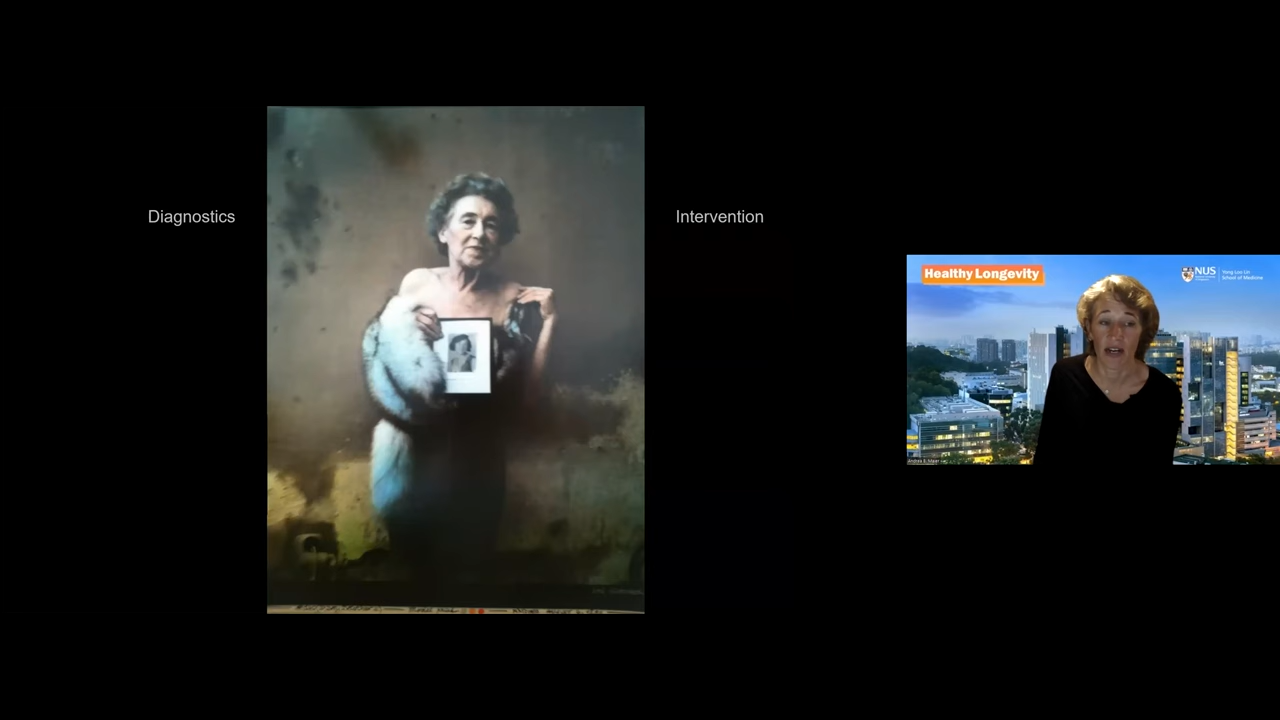 Diagnostics
Intervention
Healthy Longevity
NUS
Yong Loo Lin
School of Medicine